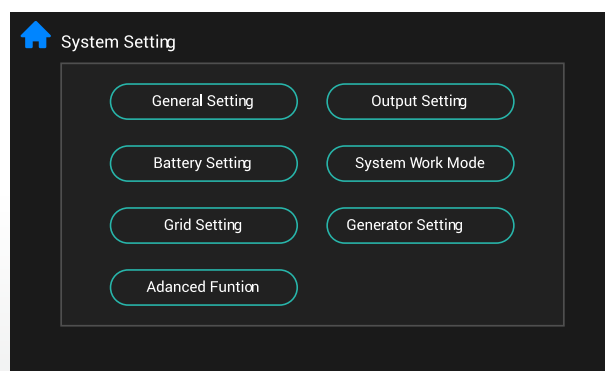 System Setting
General Setting
Output Setting
Battery Setting
System Work Mode
Grid Setting
Generator Setting
Adanced Funtion